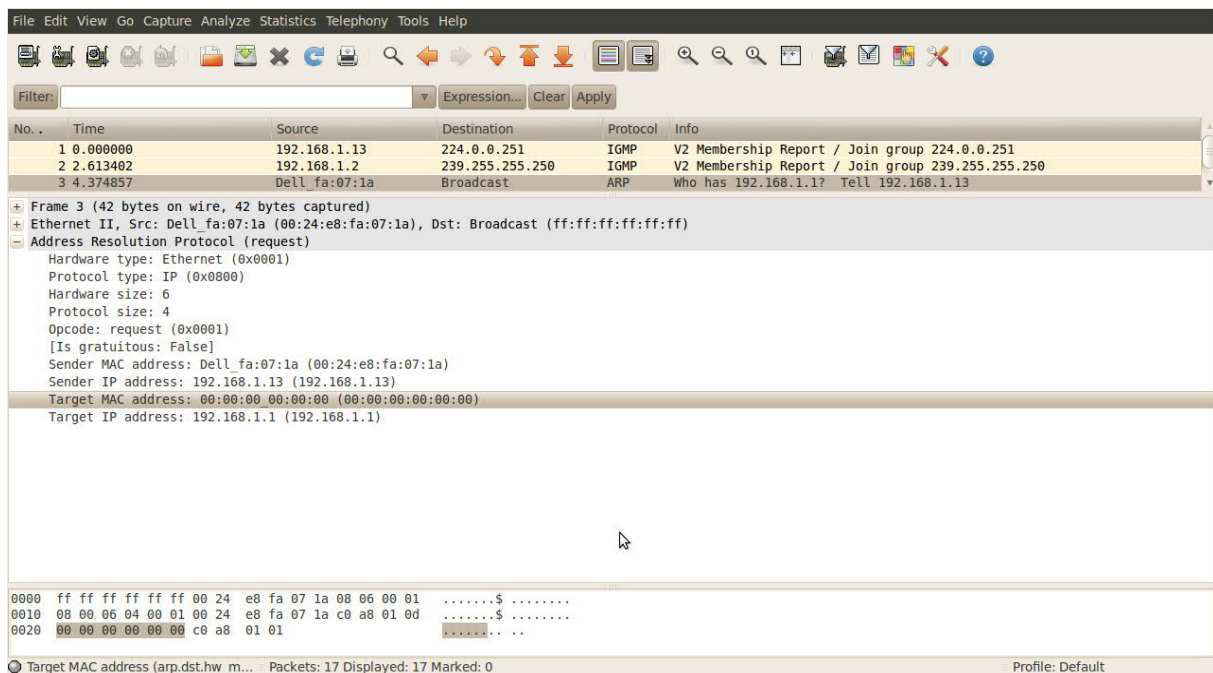 File Edit View Go Capture Analyze Statistics Telephony Tools Help
Filter: Expression... Clear Apply
No. . Time Source Destination Protocol Info
1 0.000000 192.168.1.13 224.0.0.251 IGMP V2 Membership Report / Join group 224.0.0.251
2 2.613402 192.168.1.2 239.255.255.250 IGMP V2 Membership Report / Join group 239.255.255.250
3 4.374857 Dell_fa:07:1a Broadcast ARP Who has 192.168.1.1? Tell 192.168.1.13
Frame 3 (42 bytes on wire, 42 bytes captured)
Ethernet II, Src: Dell_fa:07:1a (00:24:e8:fa:07:1a), Dst: Broadcast (ff:ff:ff:ff:ff:ff)
Address Resolution Protocol (request)
Hardware type: Ethernet (0x0001)
Protocol type: IP (0x0800)
Hardware size: 6
Protocol size: 4
Opcode: request (0x0001)
[Is gratuitous: False]
Sender MAC address: Dell_fa:07:1a (00:24:e8:fa:07:1a)
Sender IP address: 192.168.1.13 (192.168.1.13)
Target MAC address: 00:00:00_00:00:00 (00:00:00:00:00:00)
Target IP address: 192.168.1.1 (192.168.1.1)
0000 ff ff ff ff ff ff 00 24 e8 fa 07 1a 08 06 00 01 .......$ ........
0010 08 00 06 04 00 01 00 24 e8 fa 07 1a c0 a8 01 0d .......$ ........
0020 00 00 00 00 00 00 c0 a8 01 01 ........ ..
Target MAC address (arp.dst.hw_m... Packets: 17 Displayed: 17 Marked: 0 Profile: Default